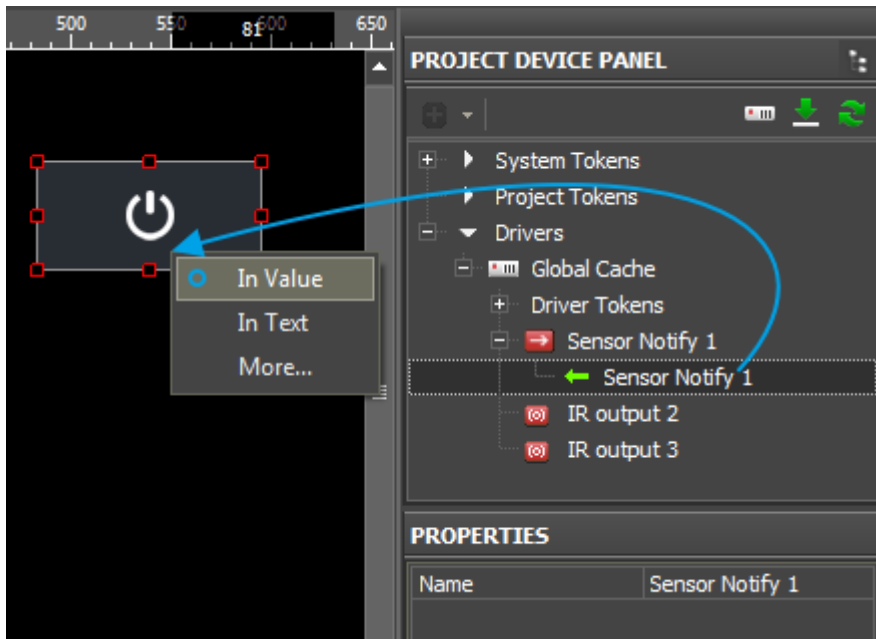 500 550 81 600 650
PROJECT DEVICE PANEL
System Tokens
Project Tokens
Drivers
Global Cache
Driver Tokens
Sensor Notify 1
Sensor Notify 1
IR output 2
IR output 3
In Value
In Text
More...
PROPERTIES
Name Sensor Notify 1